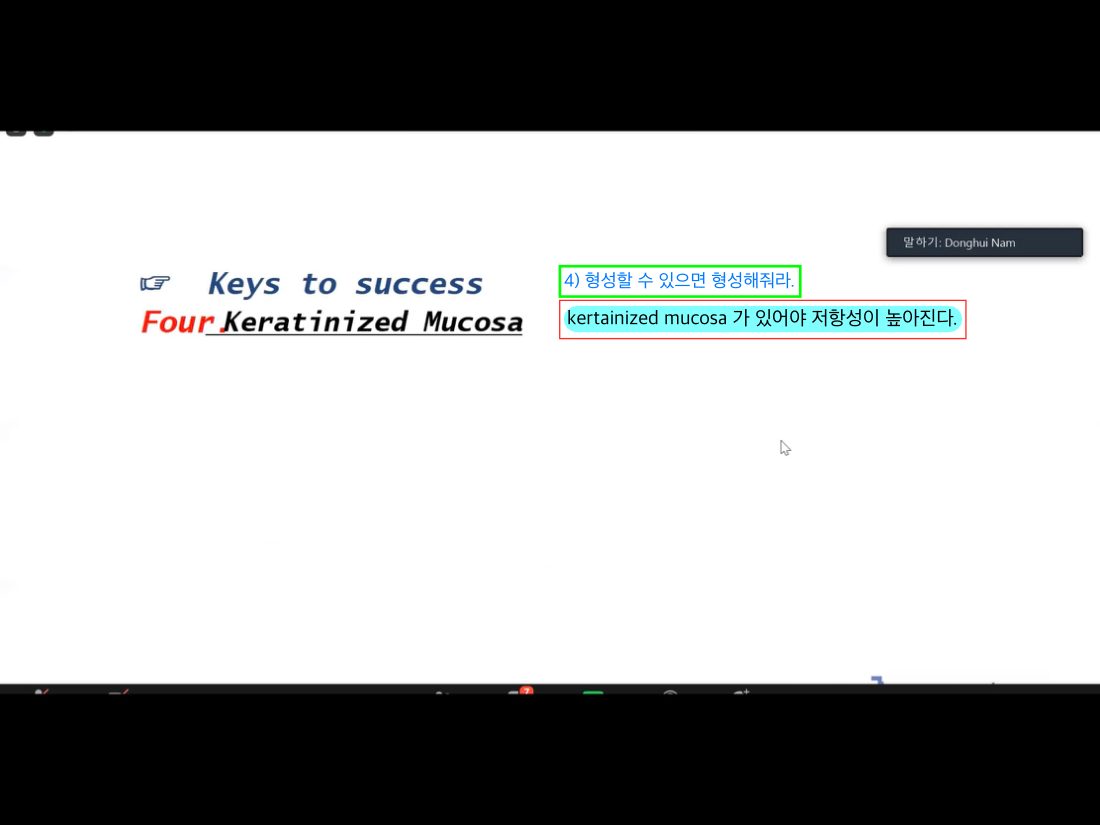 말하기: Donghui Nam
☞ Keys to success
Four.Keratinized Mucosa
4) 형성할 수 있으면 형성해줘라.
kertainized mucosa 가 있어야 저항성이 높아진다.
7